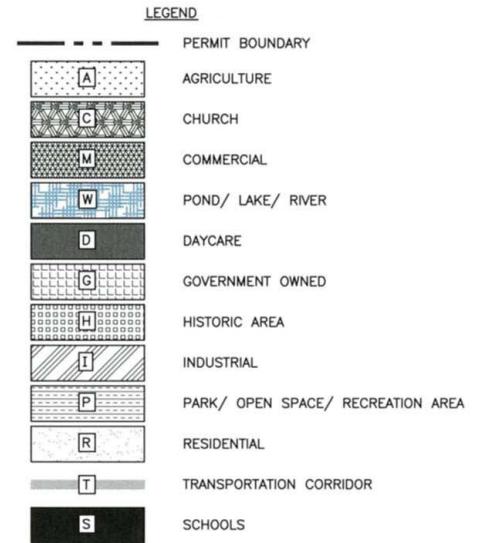 LEGEND
PERMIT BOUNDARY
A AGRICULTURE
C CHURCH
M COMMERCIAL
W POND/ LAKE/ RIVER
D DAYCARE
G GOVERNMENT OWNED
H HISTORIC AREA
I INDUSTRIAL
P PARK/ OPEN SPACE/ RECREATION AREA
R RESIDENTIAL
T TRANSPORTATION CORRIDOR
S SCHOOLS